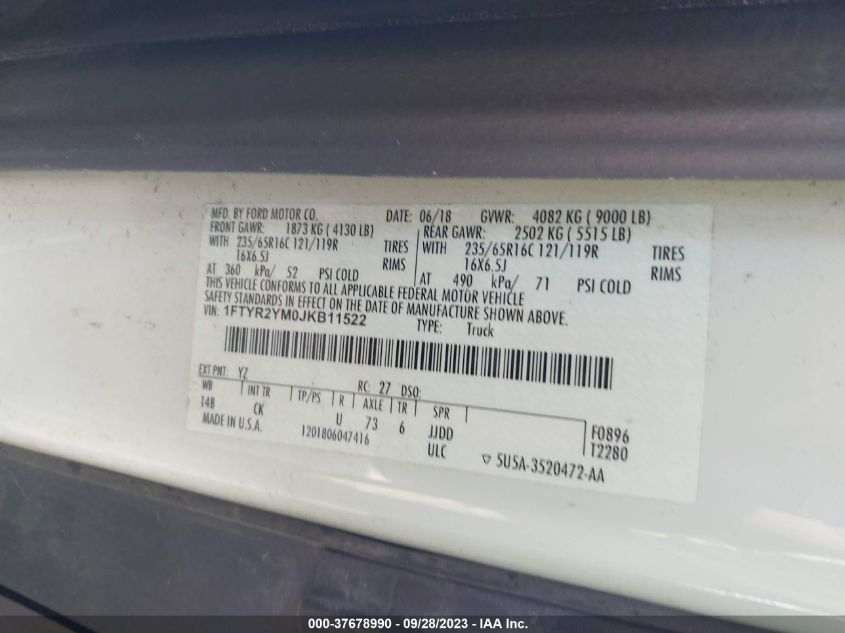 MFD. BY FORD MOTOR CO. DATE: 06/18 GVWR: 4082 KG ( 9000 LB)
FRONT GAWR: 1873 KG ( 4130 LB) REAR GAWR: 2502 KG ( 5515 LB)
WITH 235/65R16C 121/119R TIRES WITH 235/65R16C 121/119R TIRES
16X6.5J RIMS 16X6.5J RIMS
AT 360 kPa/ 52 PSI COLD AT 490 kPa/ 71 PSI COLD
THIS VEHICLE CONFORMS TO ALL APPLICABLE FEDERAL MOTOR VEHICLE
SAFETY STANDARDS IN EFFECT ON THE DATE OF MANUFACTURE SHOWN ABOVE.
VIN: 1FTYR2YM0JKB11522 TYPE: Truck
EXT PNT: YZ RC: 27 DSO:
WB INT TR TP/PS R AXLE TR SPR
148 CK U 73 6 JJDD F0896
MADE IN U.S.A. 1201806047416 ULC T2280
5U5A-3520472-AA
000-37678990 - 09/28/2023 - IAA Inc.